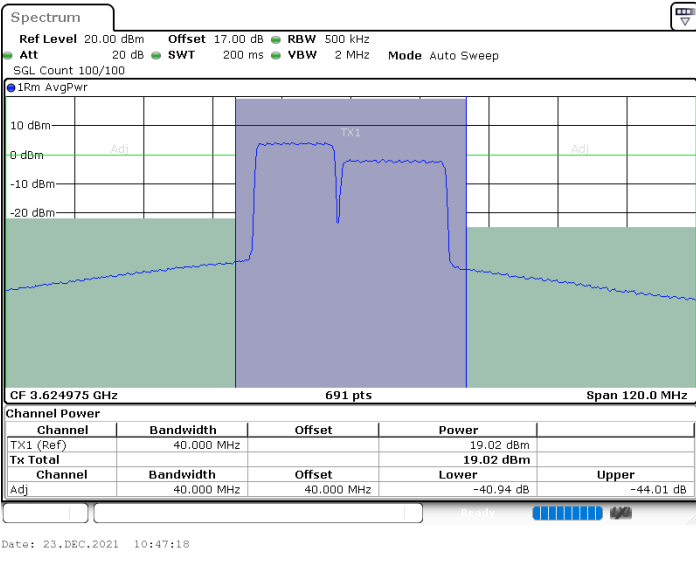 Spectrum
Ref Level 20.00 dBm Offset 17.00 dB RBW 500 kHz
Att 20 dB SWT 200 ms VBW 2 MHz Mode Auto Sweep
SGL Count 100/100
1Rm AvgPwr
10 dBm
TX1
Adj
Adj
0 dBm
-10 dBm
-20 dBm
CF 3.624975 GHz 691 pts Span 120.0 MHz
Channel Power
Channel Bandwidth Offset Power
TX1 (Ref) 40.000 MHz 19.02 dBm
Tx Total 19.02 dBm
Channel Bandwidth Offset Lower Upper
Adj 40.000 MHz 40.000 MHz -40.94 dB -44.01 dB
Ready
Date: 23.DEC.2021 10:47:18